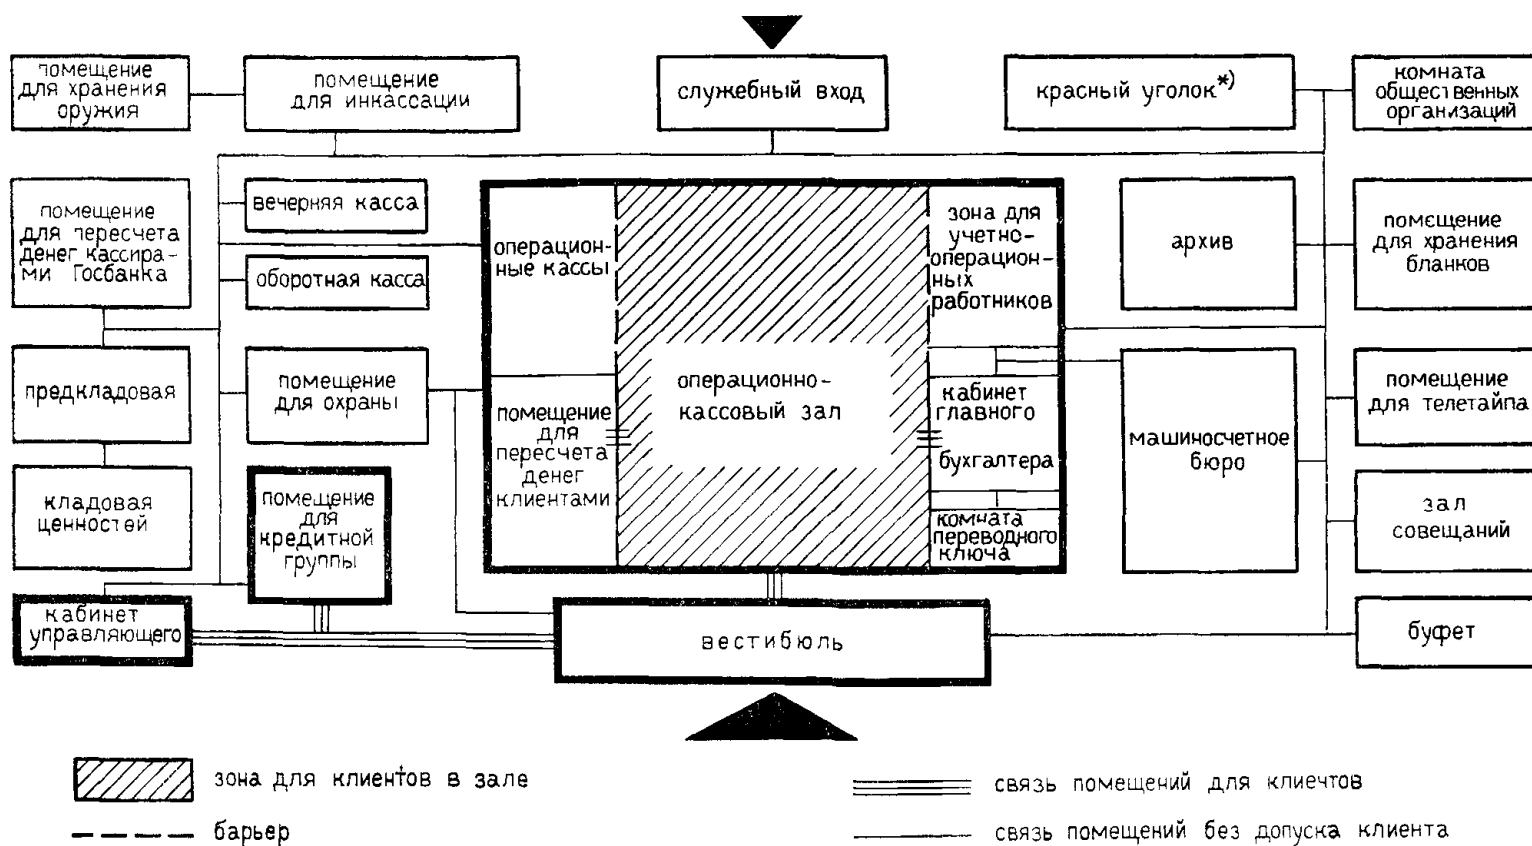 помещение
для хранения
оружия
помещение
для инкассации
служебный вход
красный уголок*)
комната
общественных
организаций
помещение
для пересчета
денег кассира-
ми Госбанка
вечерняя касса
оборотная касса
операцион-
ные кассы
зона для
учетно-
операцион-
ных
работников
архив
помещение
для хранения
бланков
предкладовая
помещение
для охраны
помещение
для
пересчета
денег
клиентами
операционно-
кассовый зал
кабинет
главного
бухгалтера
машиносчетное
бюро
помещение
для телетайпа
кладовая
ценностей
помещение
для
кредитной
группы
комната
переводного
ключа
зал
совещаний
кабинет
управляющего
вестибюль
буфет
зона для клиентов в зале
барьер
связь помещений для клиентов
связь помещений без допуска клиента